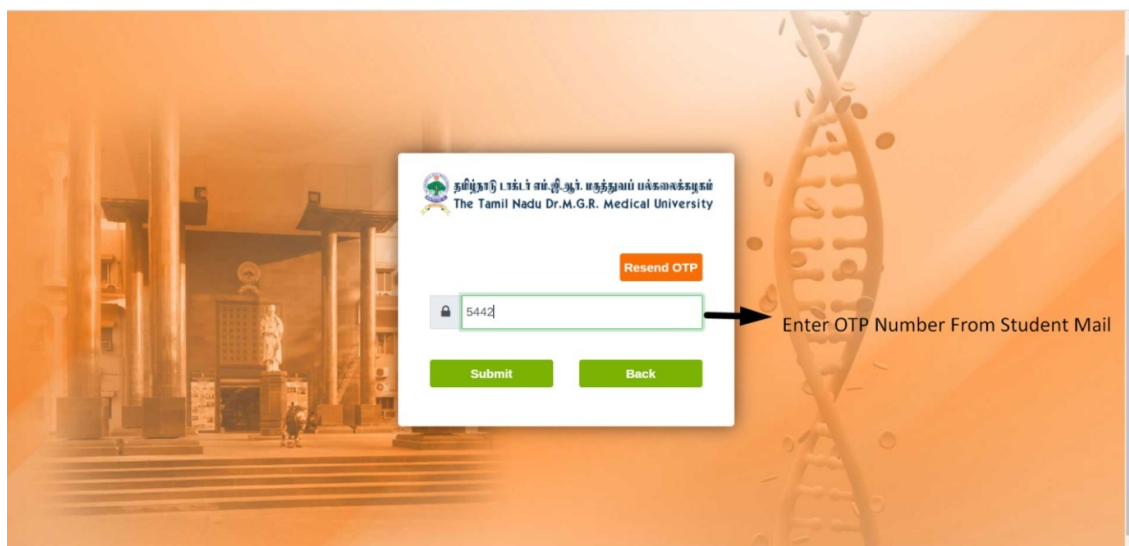 தமிழ்நாடு டாக்டர் எம்.ஜி.ஆர். மருத்துவப் பல்கலைக்கழகம்
The Tamil Nadu Dr.M.G.R. Medical University
Resend OTP
5442
Enter OTP Number From Student Mail
Submit
Back